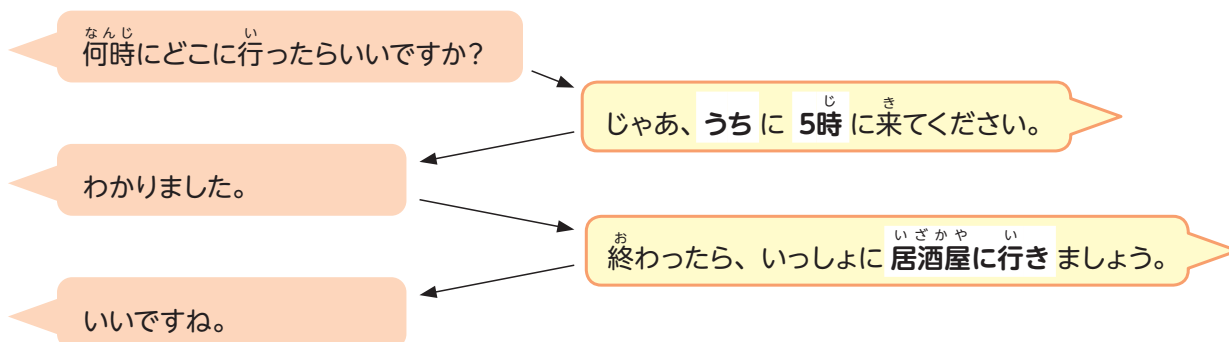 何時にどこに行ったらいいですか？
じゃあ、うちに5時に来てください。
わかりました。
終わったら、いっしょに居酒屋に行きましょう。
いいですね。